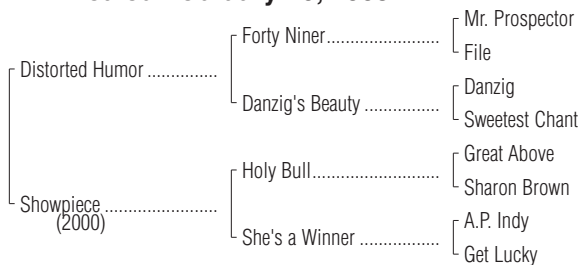 Mr. Prospector
Forty Niner
File
Distorted Humor
Danzig
Danzig's Beauty
Sweetest Chant
Great Above
Holy Bull
Sharon Brown
Showpiece
(2000)
A.P. Indy
She's a Winner
Get Lucky